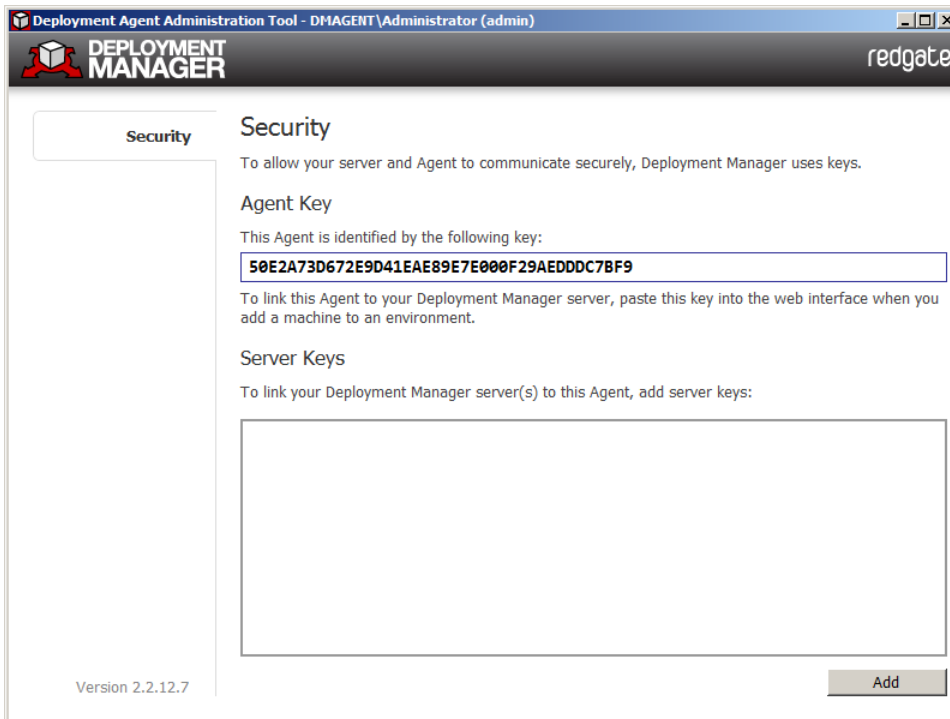 Deployment Agent Administration Tool - DMAGENT\Administrator (admin)
DEPLOYMENT
MANAGER
redgate
Security
Security
To allow your server and Agent to communicate securely, Deployment Manager uses keys.
Agent Key
This Agent is identified by the following key:
50E2A73D672E9D41EAE89E7E000F29AEDDDC7BF9
To link this Agent to your Deployment Manager server, paste this key into the web interface when you
add a machine to an environment.
Server Keys
To link your Deployment Manager server(s) to this Agent, add server keys:
Version 2.2.12.7
Add